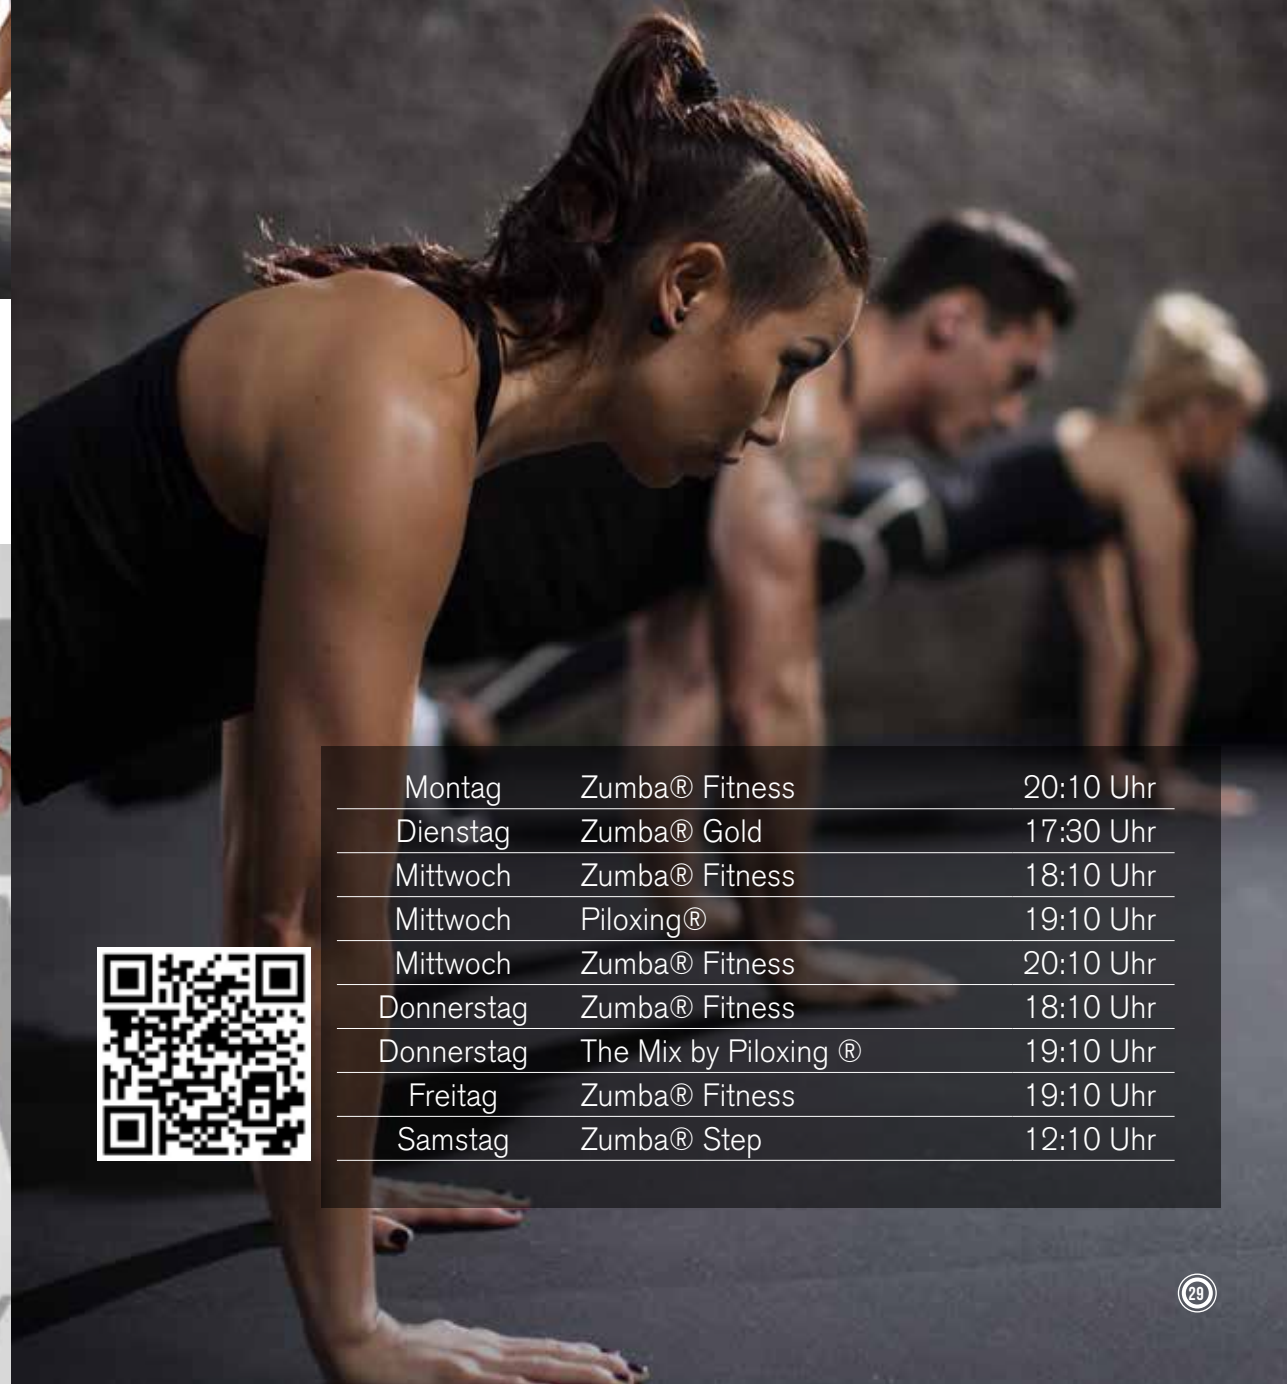 Montag Zumba® Fitness 20:10 Uhr
Dienstag Zumba® Gold 17:30 Uhr
Mittwoch Zumba® Fitness 18:10 Uhr
Mittwoch Piloxing® 19:10 Uhr
Mittwoch Zumba® Fitness 20:10 Uhr
Donnerstag Zumba® Fitness 18:10 Uhr
Donnerstag The Mix by Piloxing ® 19:10 Uhr
Freitag Zumba® Fitness 19:10 Uhr
Samstag Zumba® Step 12:10 Uhr
29